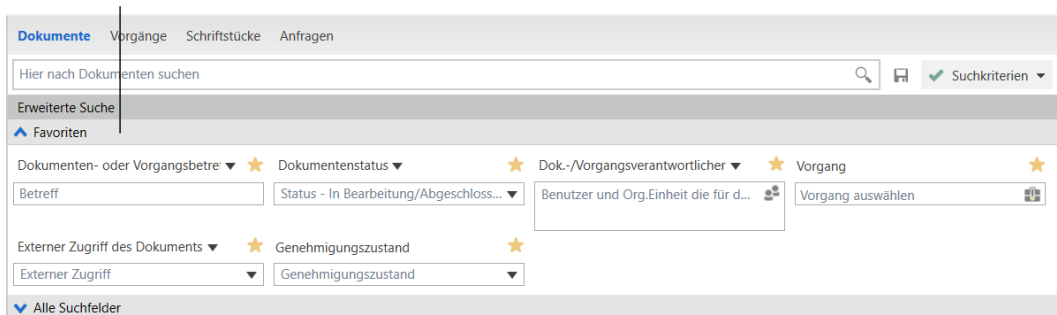 Dokumente Vorgänge Schriftstücke Anfragen
Hier nach Dokumenten suchen Suchkriterien
Erweiterte Suche
Favoriten
Dokumenten- oder Vorgangsbetre Dokumentenstatus Dok.-/Vorgangsverantwortlicher Vorgang
Betreff Status - In Bearbeitung/Abgeschloss... Benutzer und Org.Einheit die für d... Vorgang auswählen
Externer Zugriff des Dokuments Genehmigungszustand
Externer Zugriff Genehmigungszustand
Alle Suchfelder